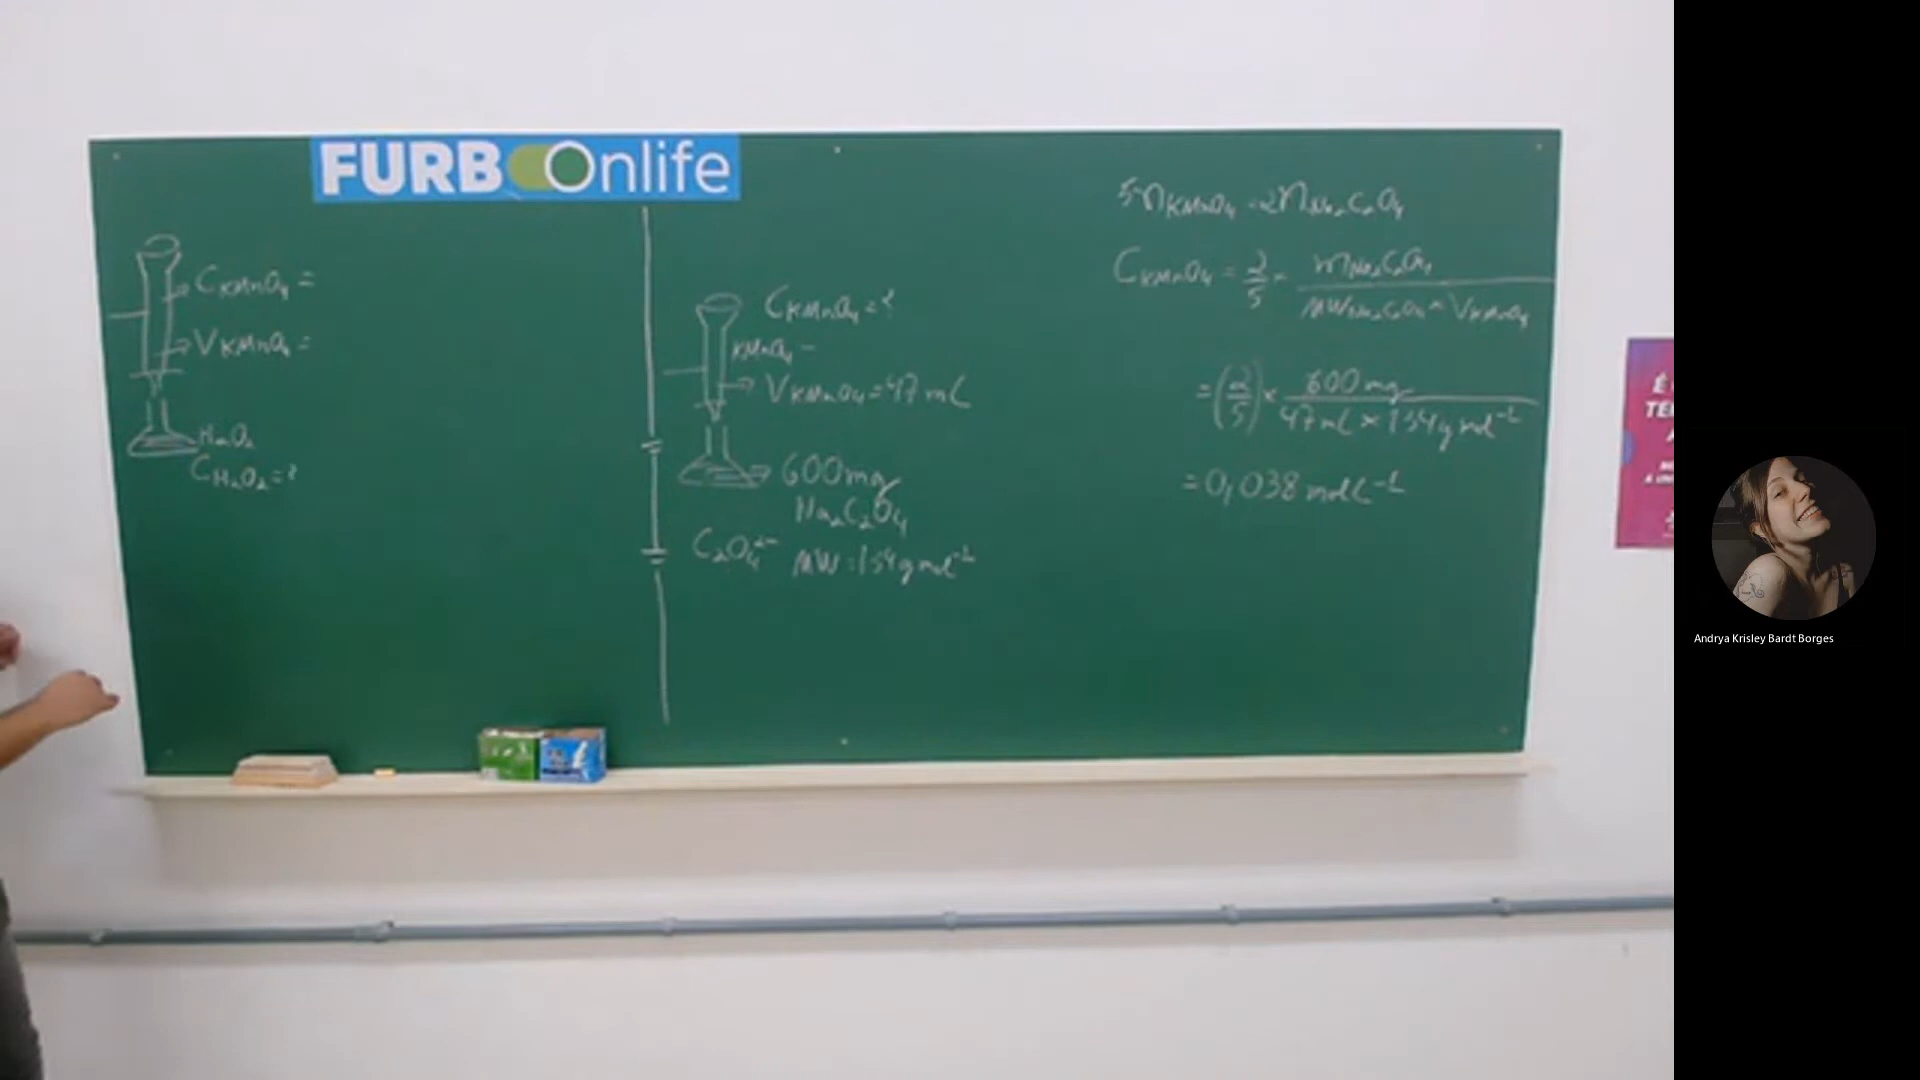 FURB Onlife
C KMnO₄ =
V KMnO₄ =
H₂O₂
C H₂O₂ = ?
C KMnO₄ = ?
KMnO₄ -
V KMnO₄ = 47 mL
600 mg
Na₂C₂O₄
C₂O₄²⁻ MW = 134 g mol⁻¹
5 n KMnO₄ = 2 n Na₂C₂O₄
C KMnO₄ = 2/5 · m Na₂C₂O₄ / MW Na₂C₂O₄ × V KMnO₄
= (2/5) × 600 mg / 47 mL × 134 g mol⁻¹
= 0,038 mol L⁻¹
Andrya Krisley Bardt Borges